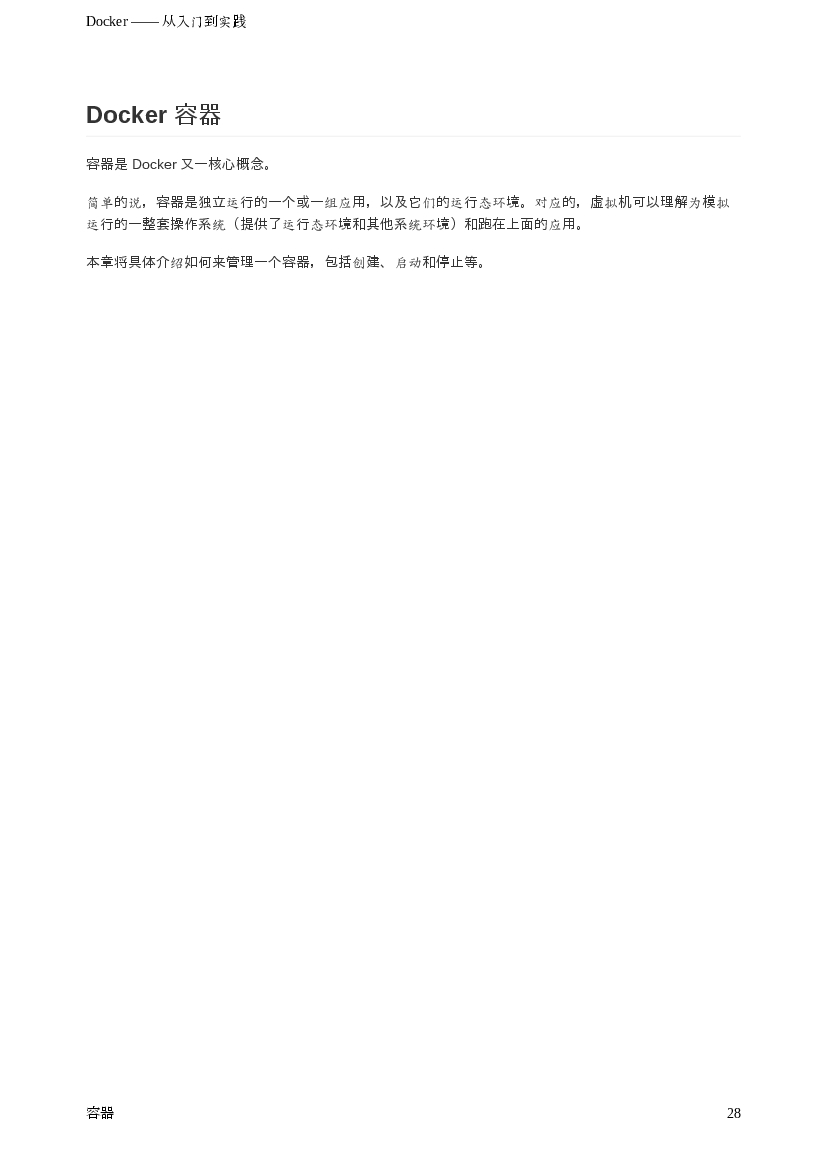 Docker —— 从入门到实践
Docker 容器
容器是 Docker 又一核心概念。
简单的说，容器是独立运行的一个或一组应用，以及它们的运行态环境。对应的，虚拟机可以理解为模拟
运行的一整套操作系统（提供了运行态环境和其他系统环境）和跑在上面的应用。
本章将具体介绍如何来管理一个容器，包括创建、启动和停止等。
容器
28